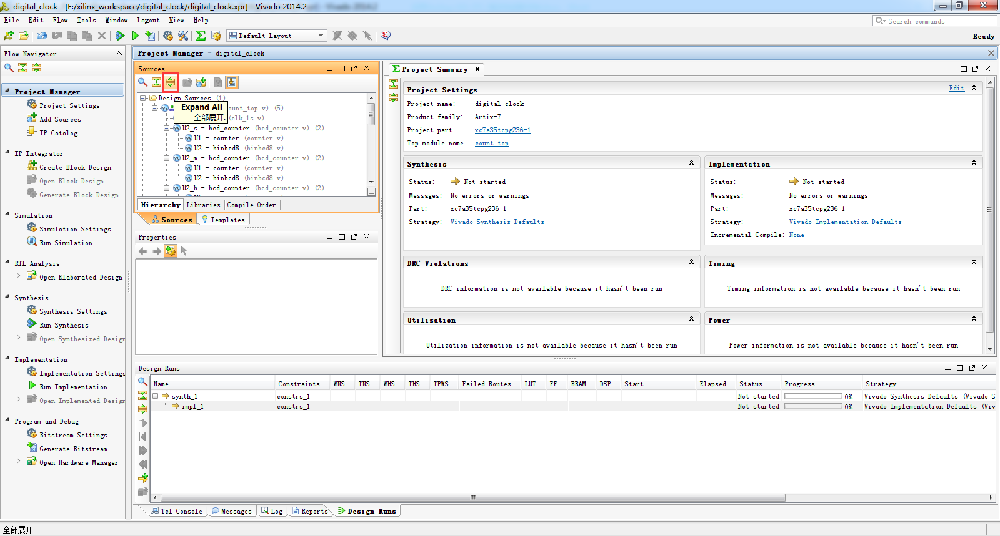 digital_clock - [E:/xilinx_workspace/digital_clock/digital_clock.xpr] - Vivado 2014.2
File Edit Flow Tools Window Layout View Help
Search commands
Default Layout
Ready
Flow Navigator
Project Manager
Project Settings
Add Sources
IP Catalog
IP Integrator
Create Block Design
Open Block Design
Generate Block Design
Simulation
Simulation Settings
Run Simulation
RTL Analysis
Open Elaborated Design
Synthesis
Synthesis Settings
Run Synthesis
Open Synthesized Design
Implementation
Implementation Settings
Run Implementation
Open Implemented Design
Program and Debug
Bitstream Settings
Generate Bitstream
Open Hardware Manager
Project Manager - digital_clock
Sources
Design Sources (1)
count_top.v) (5)
Expand All
全部展开.
(clk_1s.v)
U2_s - bcd_counter (bcd_counter.v) (2)
U1 - counter (counter.v)
U2 - binbcd8 (binbcd8.v)
U2_m - bcd_counter (bcd_counter.v) (2)
U1 - counter (counter.v)
U2 - binbcd8 (binbcd8.v)
U2_h - bcd_counter (bcd_counter.v) (2)
Hierarchy Libraries Compile Order
Sources Templates
Properties
Project Summary
Project Settings Edit
Project name: digital_clock
Product family: Artix-7
Project part: xc7a35tcpg236-1
Top module name: count_top
Synthesis
Status: Not started
Messages: No errors or warnings
Part: xc7a35tcpg236-1
Strategy: Vivado Synthesis Defaults
Implementation
Status: Not started
Messages: No errors or warnings
Part: xc7a35tcpg236-1
Strategy: Vivado Implementation Defaults
Incremental Compile: None
DRC Violations
DRC information is not available because it hasn't been run
Timing
Timing information is not available because it hasn't been run
Utilization
Utilization information is not available because it hasn't been run
Power
Power information is not available because it hasn't been run
Design Runs
Name Constraints WNS TNS WHS THS TPWS Failed Routes LUT FF BRAM DSP Start Elapsed Status Progress Strategy
synth_1 constrs_1 Not started 0% Vivado Synthesis Defaults (Vivado S
impl_1 constrs_1 Not started 0% Vivado Implementation Defaults (Viv
Tcl Console Messages Log Reports Design Runs
全部展开